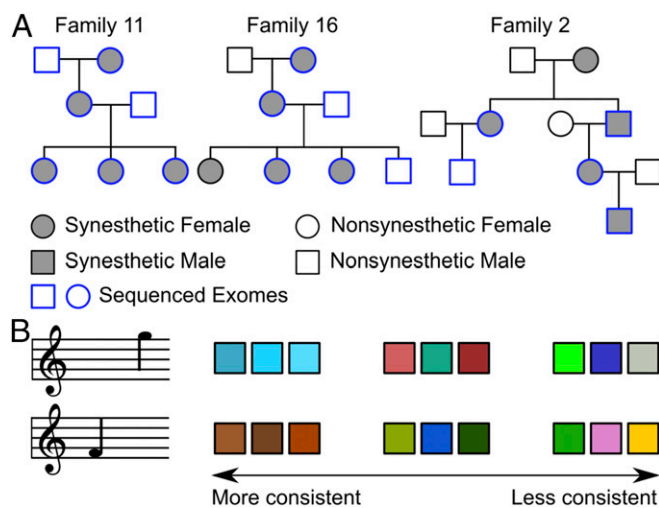 A
Family 11
Family 16
Family 2
Synesthetic Female
Nonsynesthetic Female
Synesthetic Male
Nonsynesthetic Male
Sequenced Exomes
B
More consistent
Less consistent